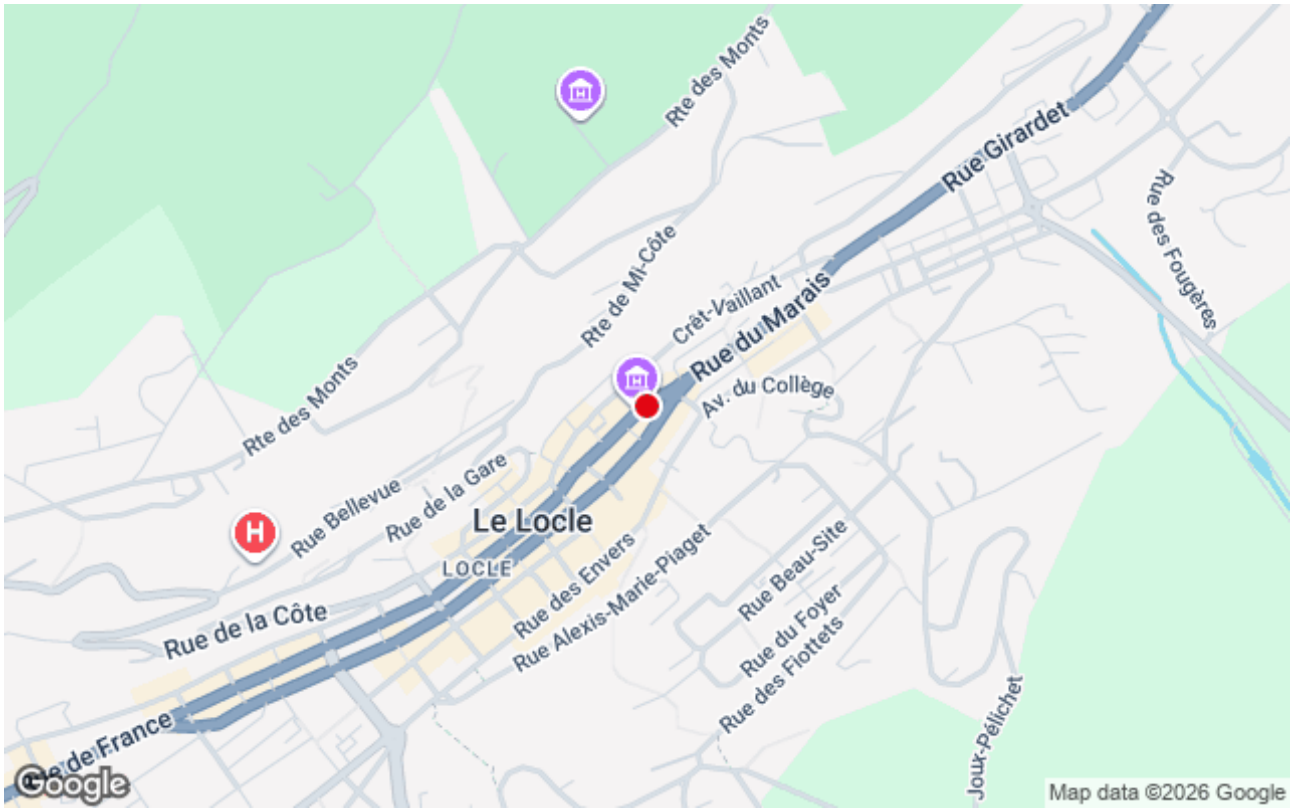 Rte des Monts
Rue Girardet
Rue des Fougères
Rte de Mi-Côte
Crêt-Vaillant
Rue du Marais
H
Av. du Collège
Rte des Monts
Rue de la Gare
Rue Bellevue
H
Le Locle
LOCLE
Rue des Envers
Rue Alexis-Marie-Piaget
Rue Beau-Site
Rue du Foyer
Rue des Fiottets
Rue de la Côte
Joux-Pélichet
de France
Google
Map data ©2026 Google